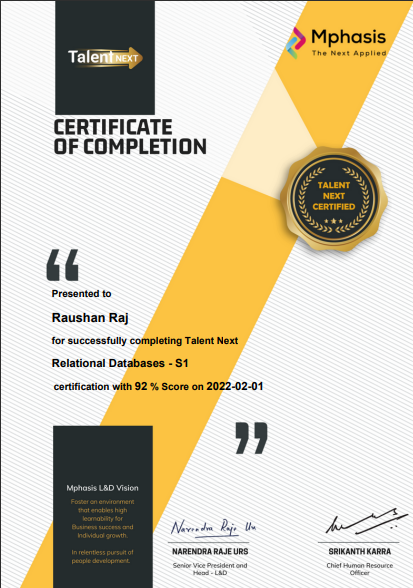 Talent NEXT
Mphasis
The Next Applied
CERTIFICATE
OF COMPLETION
TALENT
NEXT
CERTIFIED
“
Presented to
Raushan Raj
for successfully completing Talent Next
Relational Databases - S1
certification with 92 % Score on 2022-02-01
”
Mphasis L&D Vision
Foster an environment
that enables high
learnability for
Business success and
Individual growth.
In relentless pursuit of
people development.
Narendra Raje Urs
NARENDRA RAJE URS
Senior Vice President and
Head - L&D
SRIKANTH KARRA
Chief Human Resource
Officer